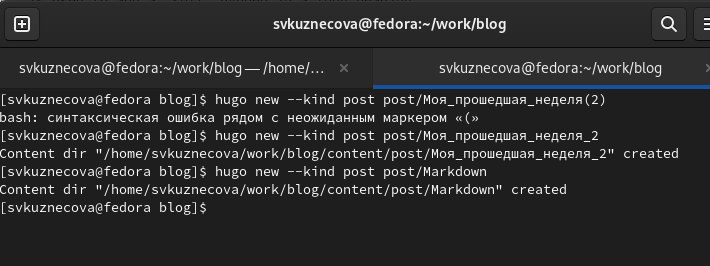 svkuznecova@fedora:~/work/blog
svkuznecova@fedora:~/work/blog — /home/...
svkuznecova@fedora:~/work/blog
[svkuznecova@fedora blog]$ hugo new --kind post post/Моя_прошедшая_неделя(2)
bash: синтаксическая ошибка рядом с неожиданным маркером «(»
[svkuznecova@fedora blog]$ hugo new --kind post post/Моя_прошедшая_неделя_2
Content dir "/home/svkuznecova/work/blog/content/post/Моя_прошедшая_неделя_2" created
[svkuznecova@fedora blog]$ hugo new --kind post post/Markdown
Content dir "/home/svkuznecova/work/blog/content/post/Markdown" created
[svkuznecova@fedora blog]$